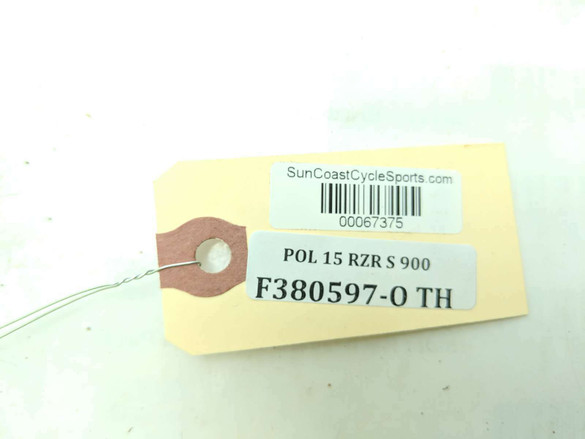 SunCoastCycleSports.com
00067375
POL 15 RZR S 900
F380597-O TH